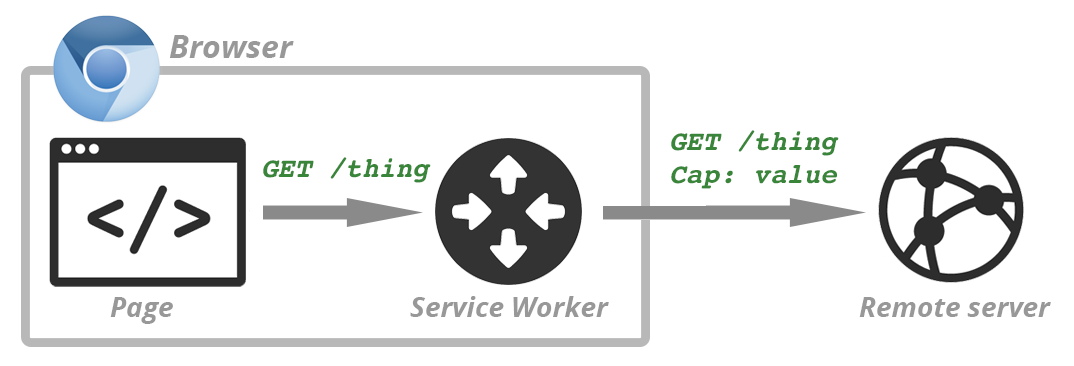 Browser
GET /thing
GET /thing
Cap: value
</>
Page
Service Worker
Remote server